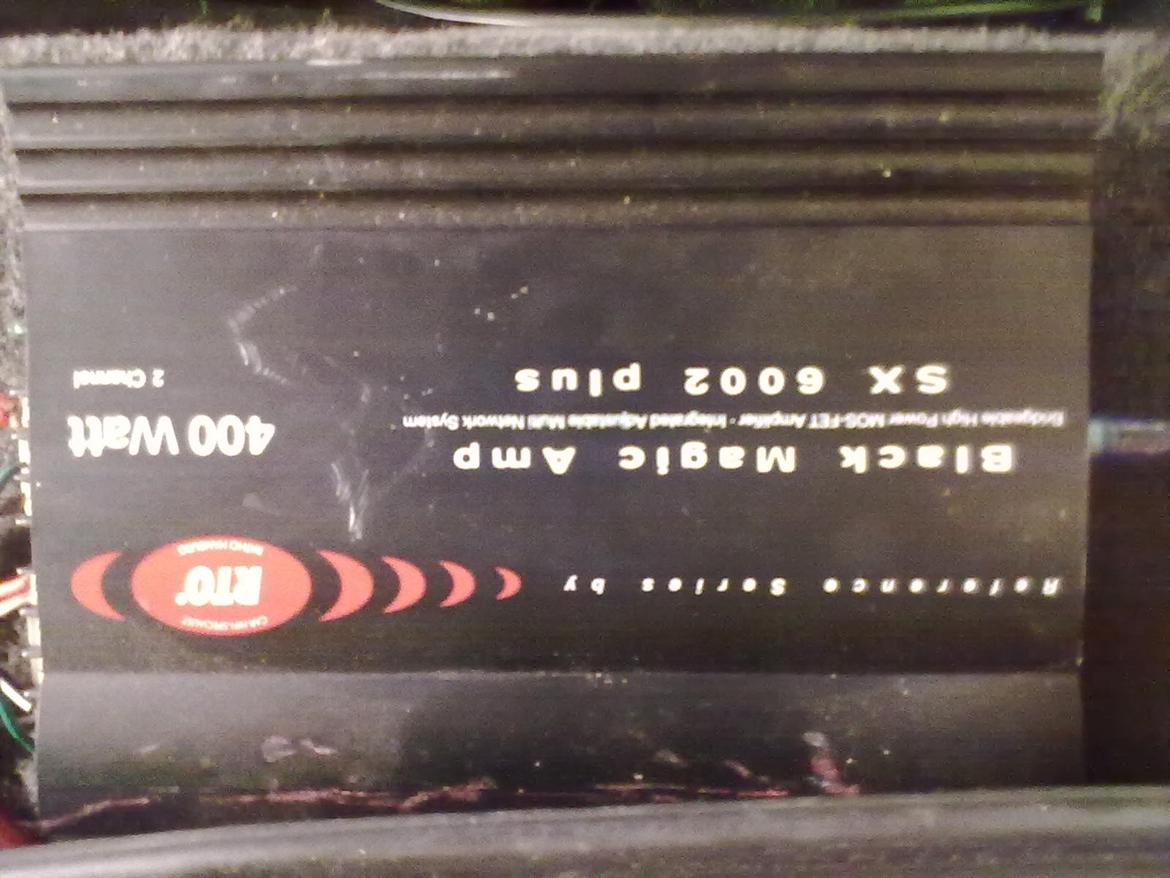 Reference Series by
RTO
Black Magic Amp
Bridgeable High Power MOS-FET Amplifier - Integrated Adjustable Multi Network System
SX 6002 plus
400 Watt
2 Channel